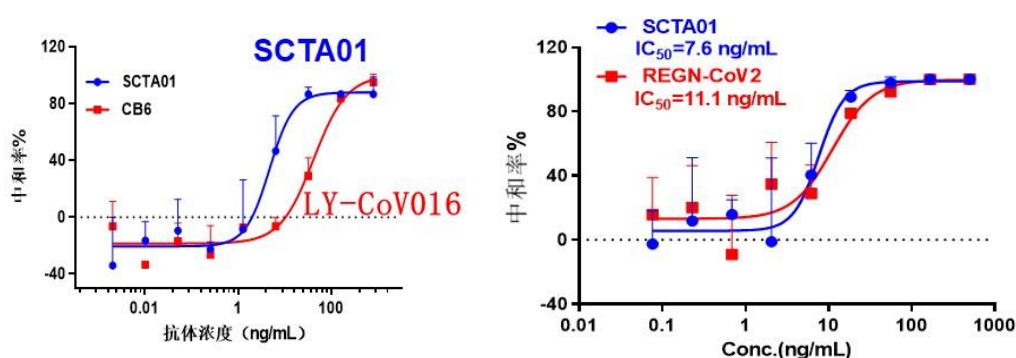 SCTA01
SCTA01
CB6
LY-CoV016
中和率%
120
80
40
0
-40
0.01
1
100
抗体浓度（ng/mL）
SCTA01
IC50=7.6 ng/mL
REGN-CoV2
IC50=11.1 ng/mL
中和率%
120
80
40
0
-40
0.01
0.1
1
10
100
1000
Conc.(ng/mL)